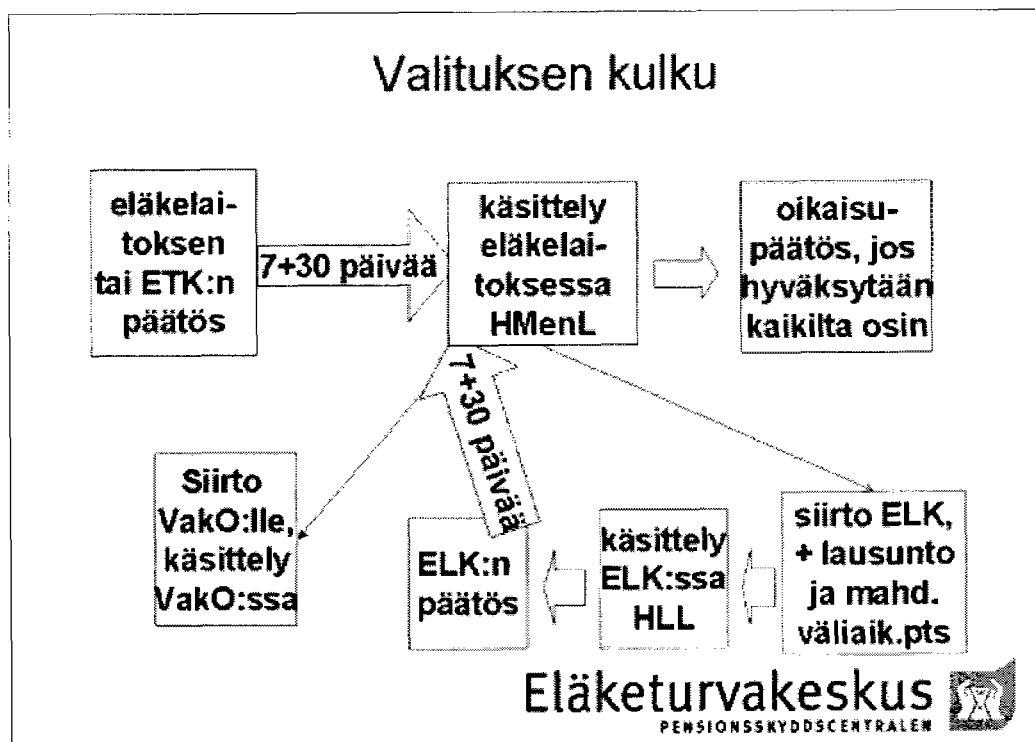 Valituksen kulku
eläkelai-
toksen
tai ETK:n
päätös
7+30 päivää
käsittely
eläkelai-
toksessa
HMenL
oikaisu-
päätös, jos
hyväksytään
kaikilta osin
7+30 päivää
Siirto
VakO:lle,
käsittely
VakO:ssa
ELK:n
päätös
käsittely
ELK:ssa
HLL
siirto ELK,
+ lausunto
ja mahd.
väliaik.pts
Eläketurvakeskus
PENSIONSSKYDDSCENTRALEN